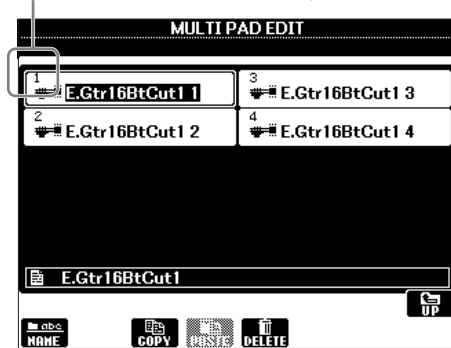 MULTI PAD EDIT
1
E.Gtr16BtCut1 1
3
E.Gtr16BtCut1 3
2
E.Gtr16BtCut1 2
4
E.Gtr16BtCut1 4
E.Gtr16BtCut1
UP
abc
NAME
COPY
PASTE
DELETE